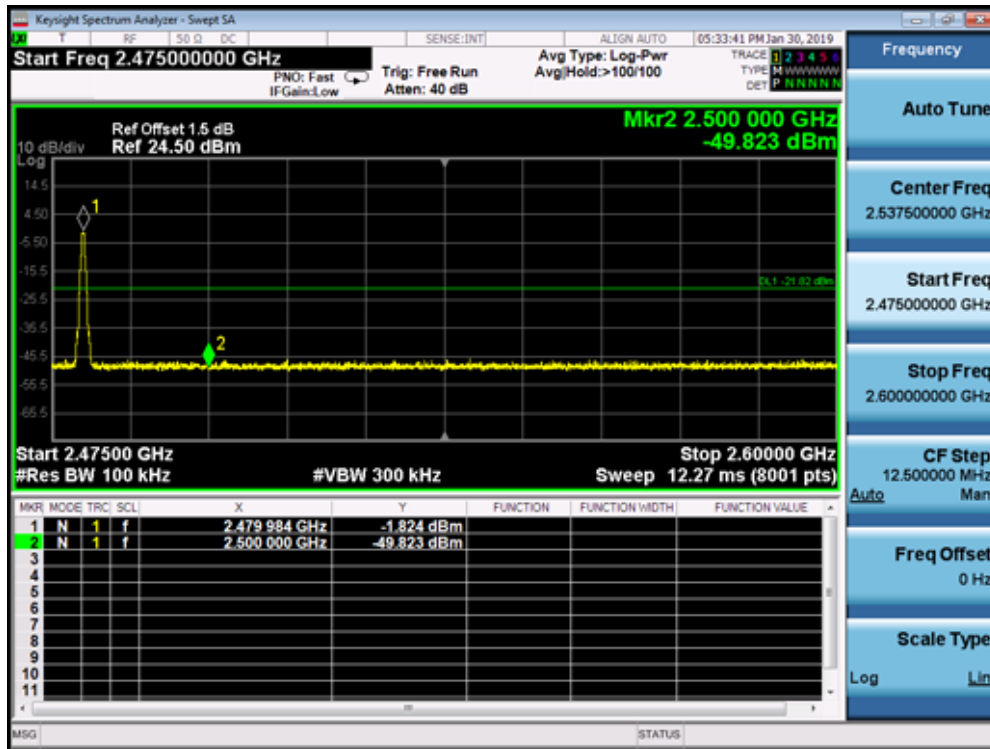 Keysight Spectrum Analyzer - Swept SA
T RF 50 Ω DC SENSE:INT ALIGN AUTO 05:33:41 PM Jan 30, 2019
Start Freq 2.475000000 GHz
PNO: Fast
IFGain:Low
Trig: Free Run
Atten: 40 dB
Avg Type: Log-Pwr
Avg|Hold:>100/100
TRACE 1 2 3 4 5 6
TYPE M W W W W W
DET P N N N N N
Mkr2 2.500 000 GHz
-49.823 dBm
Ref Offset 1.5 dB
10 dB/div Ref 24.50 dBm
Log
14.5
4.50
-5.50
-15.5
-25.5
-35.5
-45.5
-55.5
-65.5
1
2
DL1 -21.82 dBm
Start 2.47500 GHz Stop 2.60000 GHz
#Res BW 100 kHz #VBW 300 kHz Sweep 12.27 ms (8001 pts)
MKR MODE TRC SCL X Y FUNCTION FUNCTION WIDTH FUNCTION VALUE
1 N 1 f 2.479 984 GHz -1.824 dBm
2 N 1 f 2.500 000 GHz -49.823 dBm
3
4
5
6
7
8
9
10
11
MSG STATUS
Frequency
Auto Tune
Center Freq
2.537500000 GHz
Start Freq
2.475000000 GHz
Stop Freq
2.600000000 GHz
CF Step
12.500000 MHz
Auto Man
Freq Offset
0 Hz
Scale Type
Log Lin